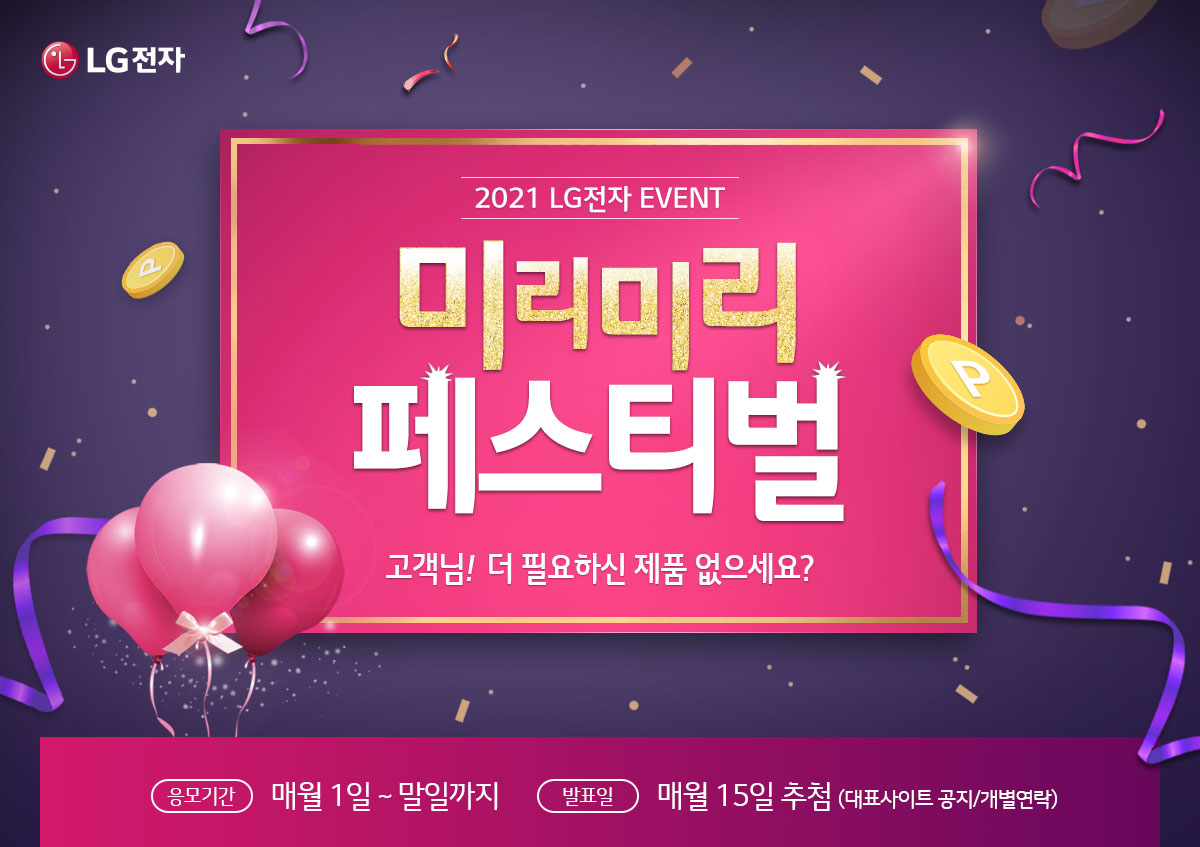 LG전자
2021 LG전자 EVENT
미리미리
페스티벌
고객님! 더 필요하신 제품 없으세요?
P
P
응모기간 매월 1일 ~ 말일까지 발표일 매월 15일 추첨 (대표사이트 공지/개별연락)